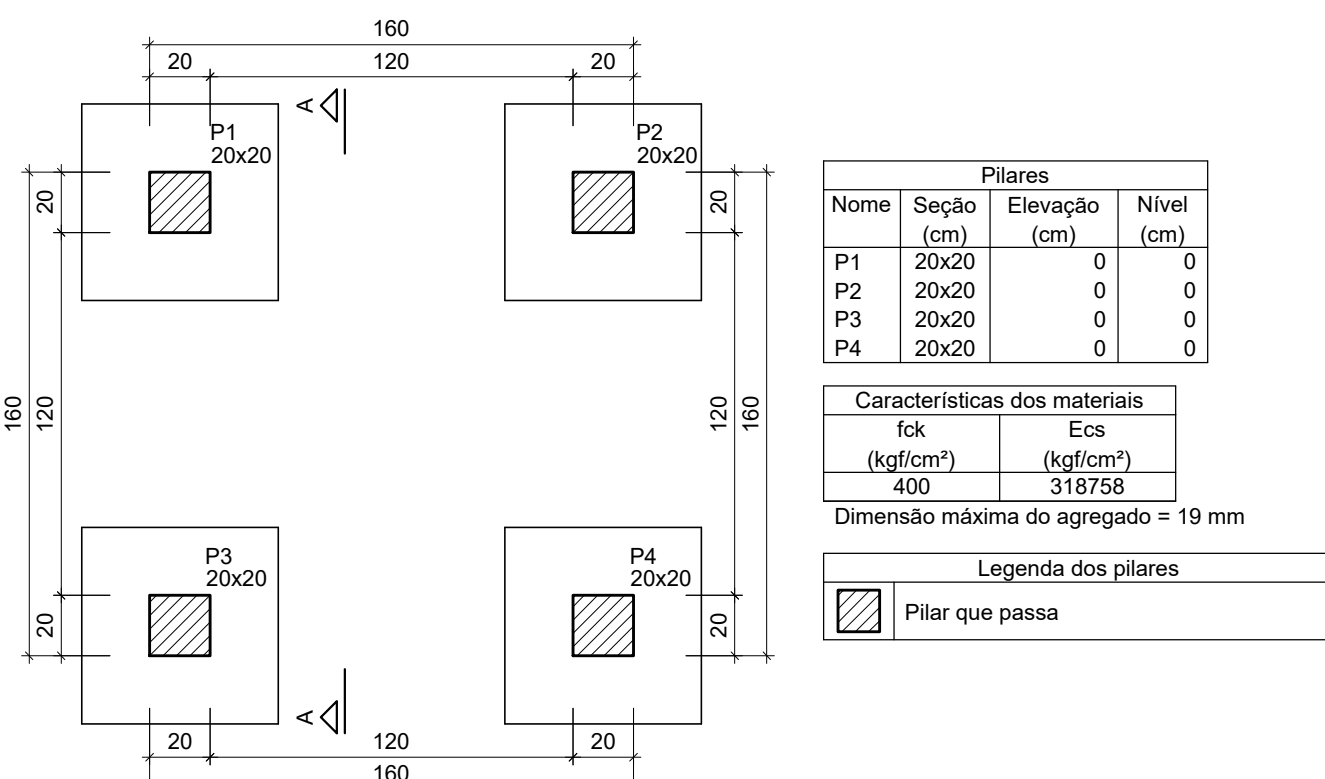 160
20 120 20
A
P1
20x20
P2
20x20
20
20
160
120
120
160
P3
20x20
P4
20x20
20
20
A
20 120 20
160
Pilares
Nome Seção Elevação Nível
(cm) (cm) (cm)
P1 20x20 0 0
P2 20x20 0 0
P3 20x20 0 0
P4 20x20 0 0
Características dos materiais
fck Ecs
(kgf/cm²) (kgf/cm²)
400 318758
Dimensão máxima do agregado = 19 mm
Legenda dos pilares
Pilar que passa